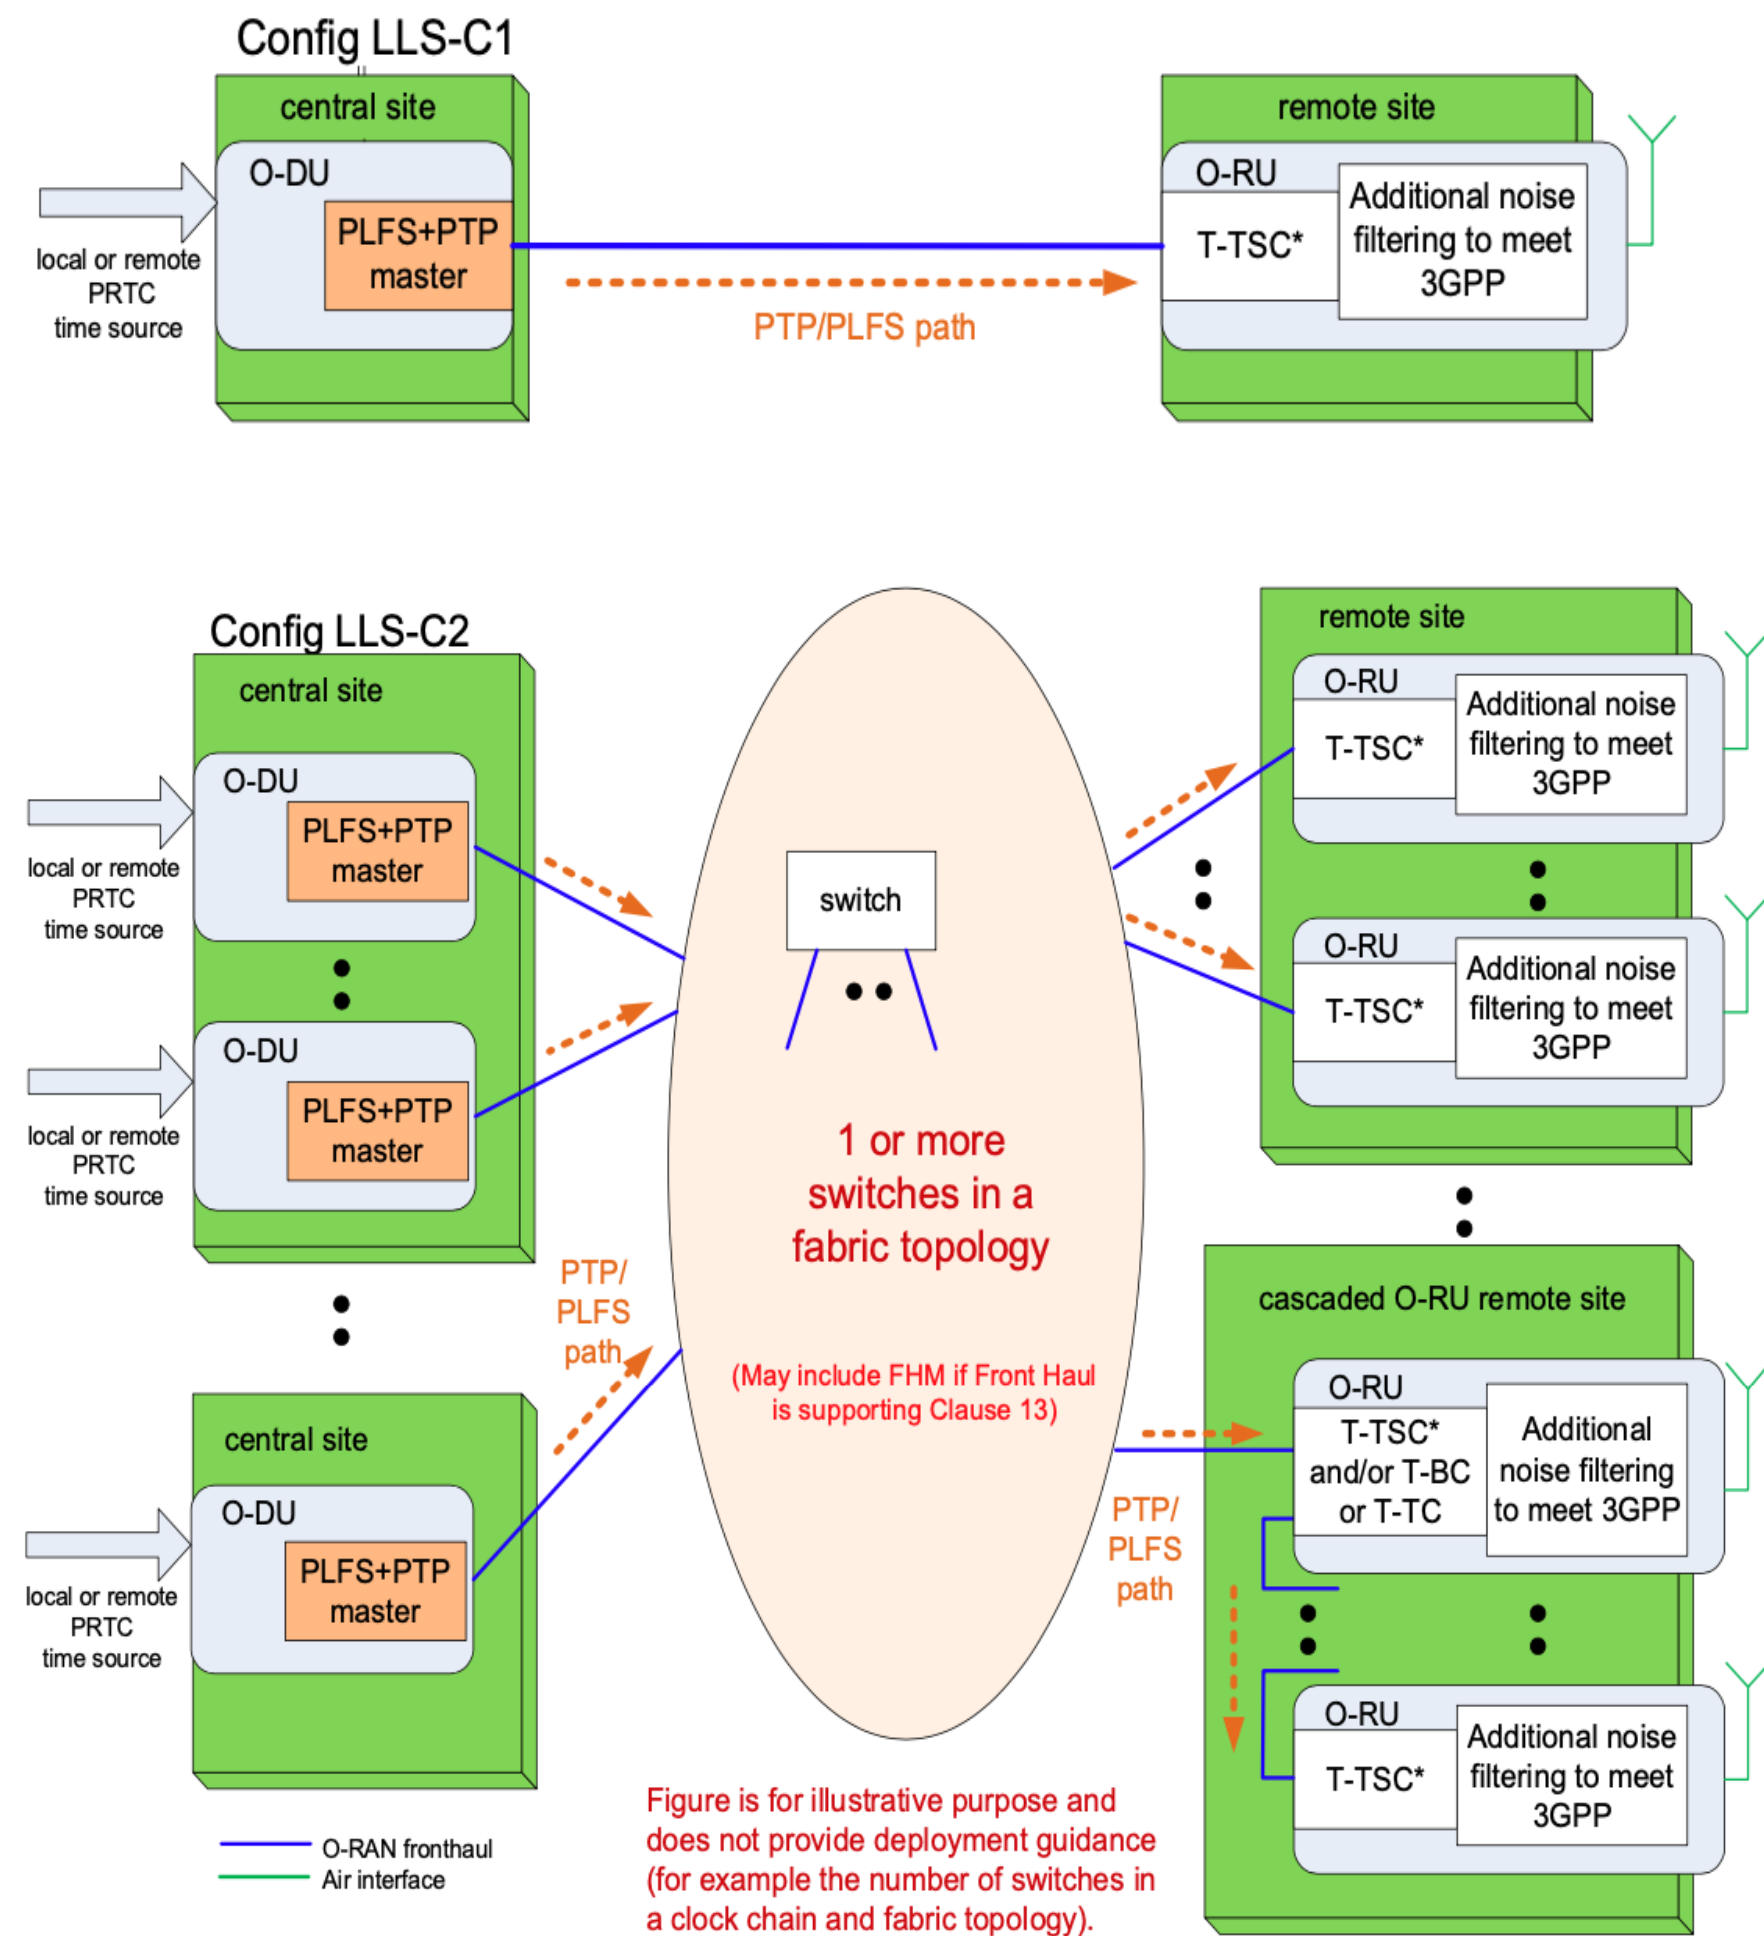 Config LLS-C1
central site
O-DU
PLFS+PTP
master
local or remote
PRTC
time source
PTP/PLFS path
remote site
O-RU
T-TSC*
Additional noise
filtering to meet
3GPP
Config LLS-C2
central site
O-DU
PLFS+PTP
master
local or remote
PRTC
time source
O-DU
PLFS+PTP
master
local or remote
PRTC
time source
PTP/
PLFS
path
central site
O-DU
PLFS+PTP
master
local or remote
PRTC
time source
switch
1 or more
switches in a
fabric topology
(May include FHM if Front Haul
is supporting Clause 13)
remote site
O-RU
T-TSC*
Additional noise
filtering to meet
3GPP
O-RU
T-TSC*
Additional noise
filtering to meet
3GPP
cascaded O-RU remote site
O-RU
T-TSC*
and/or T-BC
or T-TC
Additional
noise filtering
to meet 3GPP
PTP/
PLFS
path
O-RU
T-TSC*
Additional noise
filtering to meet
3GPP
O-RAN fronthaul
Air interface
Figure is for illustrative purpose and
does not provide deployment guidance
(for example the number of switches in
a clock chain and fabric topology).